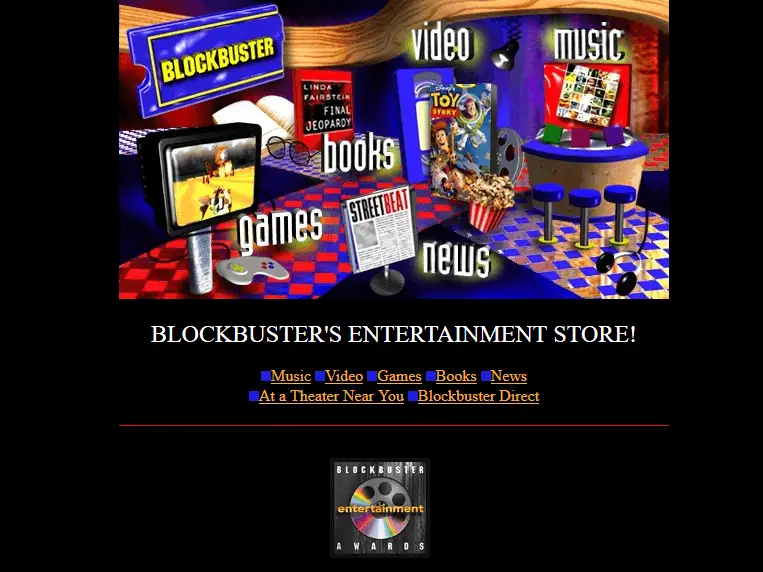 BLOCKBUSTER
video
music
LINDA
FAIRSTEIN
FINAL
JEOPARDY
Disney's
TOY
STORY
books
games
STREETBEAT
news
BLOCKBUSTER'S ENTERTAINMENT STORE!
Music Video Games Books News
At a Theater Near You Blockbuster Direct
BLOCKBUSTER
entertainment
AWARDS